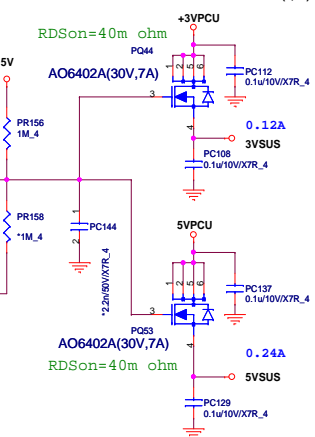 +3VPCU
RDSon=40m ohm
PQ44
AO6402A(30V,7A)
1
2
5
6
PC112
0.1u/10V/X7R_4
3
4
5V
0.12A
3VSUS
PR156
1M_4
PC108
0.1u/10V/X7R_4
PR158
*1M_4
1
PC144
2
*2.2n/50V/X7R_4
5VPCU
1
2
5
6
PC137
0.1u/10V/X7R_4
3
PQ53
AO6402A(30V,7A)
4
0.24A
RDSon=40m ohm
5VSUS
PC129
0.1u/10V/X7R_4